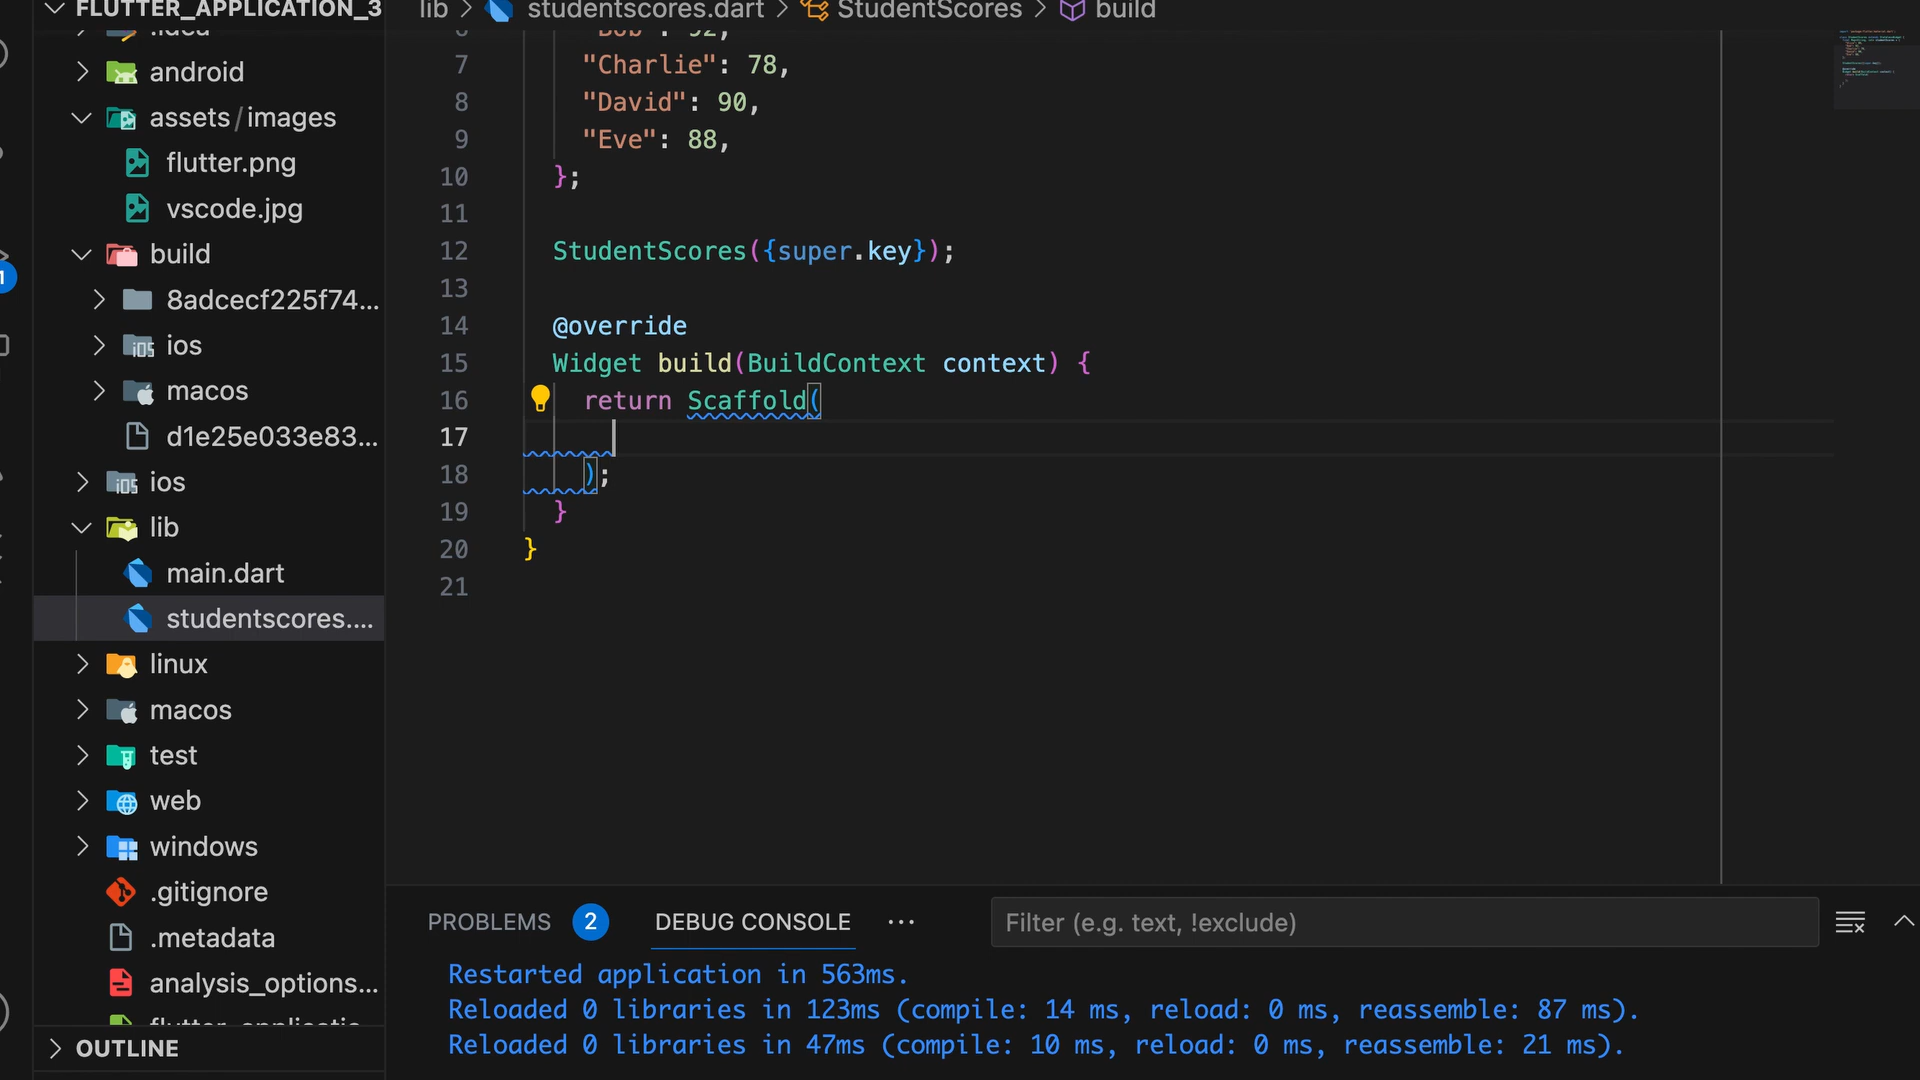 FLUTTER_APPLICATION_3
.idea
android
assets/images
flutter.png
vscode.jpg
build
8adcecf225f74...
ios
macos
d1e25e033e83...
ios
lib
main.dart
studentscores....
linux
macos
test
web
windows
.gitignore
.metadata
analysis_options...
OUTLINE
1
lib > studentscores.dart > StudentScores > build
6 "Bob": 92,
7 "Charlie": 78,
8 "David": 90,
9 "Eve": 88,
10 };
11
12 StudentScores({super.key});
13
14 @override
15 Widget build(BuildContext context) {
16 return Scaffold(
17
18 );
19 }
20 }
21
PROBLEMS 2 DEBUG CONSOLE ... Filter (e.g. text, !exclude)
Restarted application in 563ms.
Reloaded 0 libraries in 123ms (compile: 14 ms, reload: 0 ms, reassemble: 87 ms).
Reloaded 0 libraries in 47ms (compile: 10 ms, reload: 0 ms, reassemble: 21 ms).